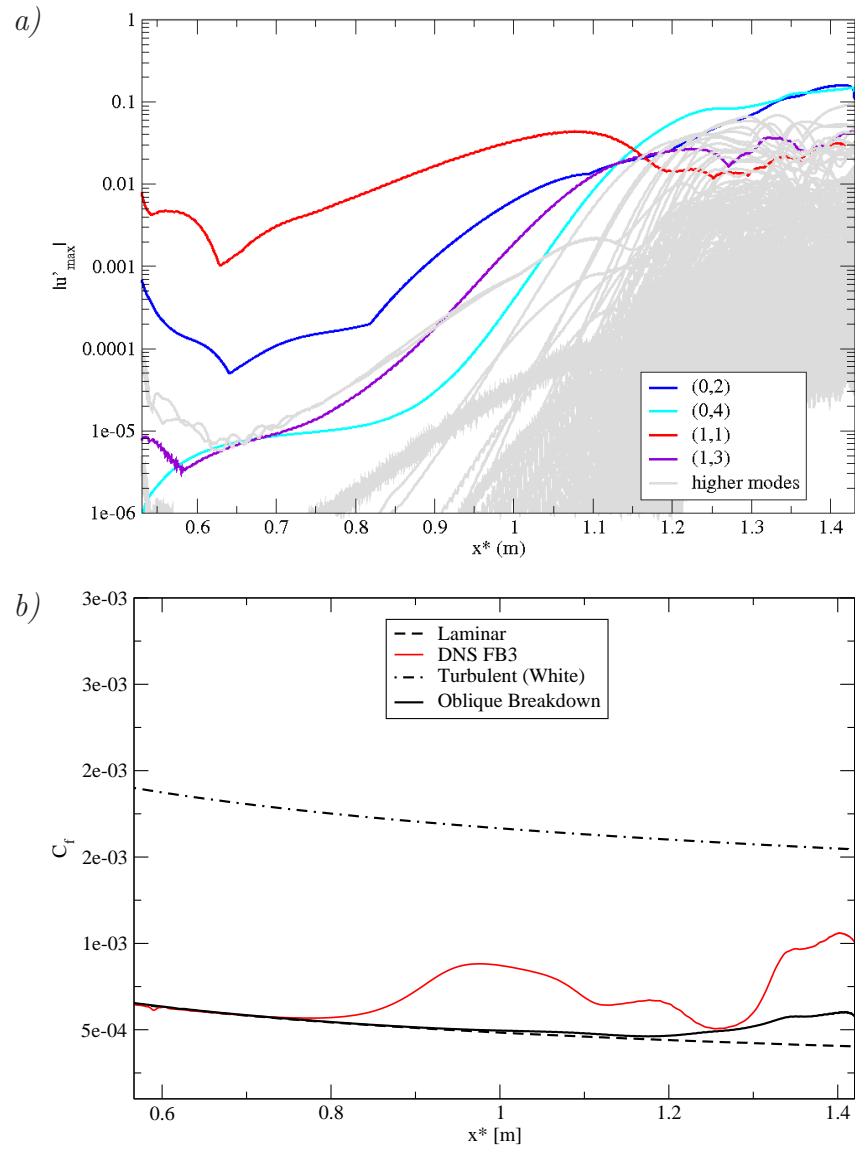 a)
1
0.1
0.01
0.001
0.0001
1e-05
1e-06
|u'max|
0.6 0.7 0.8 0.9 1 1.1 1.2 1.3 1.4
x* (m)
(0,2)
(0,4)
(1,1)
(1,3)
higher modes
b)
3e-03
3e-03
2e-03
2e-03
1e-03
5e-04
Cf
Laminar
DNS FB3
Turbulent (White)
Oblique Breakdown
0.6 0.8 1 1.2 1.4
x* [m]